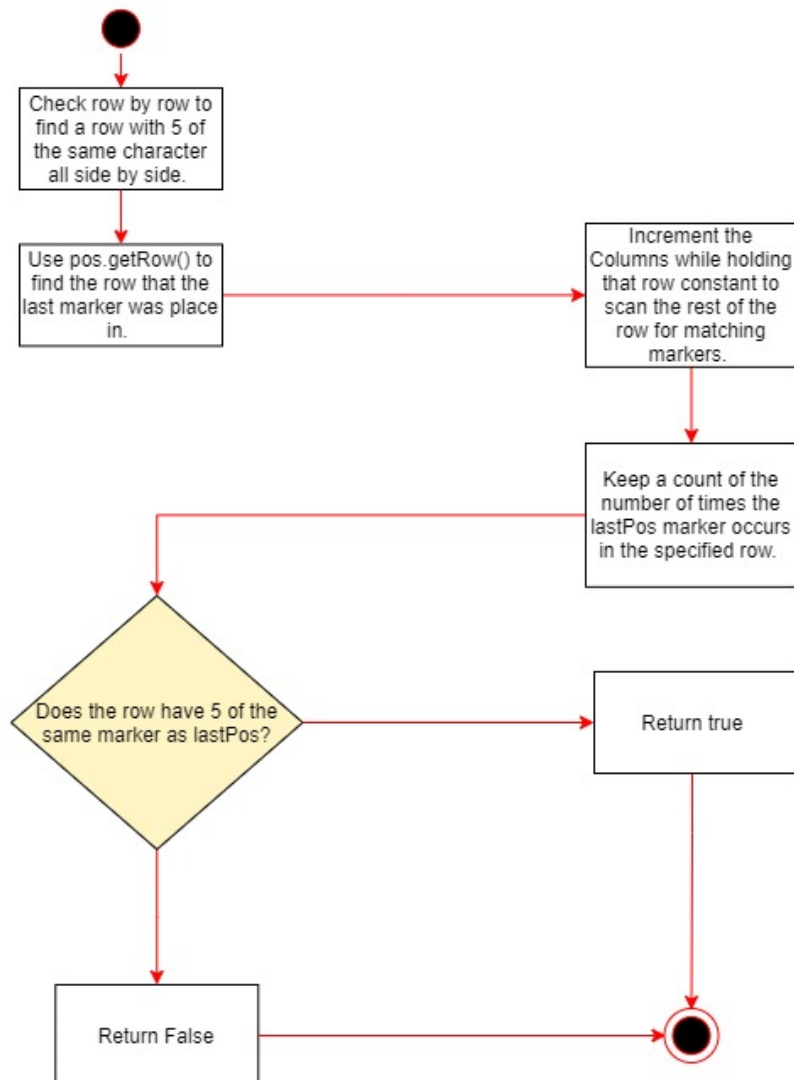 Check row by row to
find a row with 5 of
the same character
all side by side.
Use pos.getRow() to
find the row that the
last marker was place
in.
Increment the
Columns while holding
that row constant to
scan the rest of the
row for matching
markers.
Keep a count of the
number of times the
lastPos marker occurs
in the specified row.
Does the row have 5 of the
same marker as lastPos?
Return true
Return False